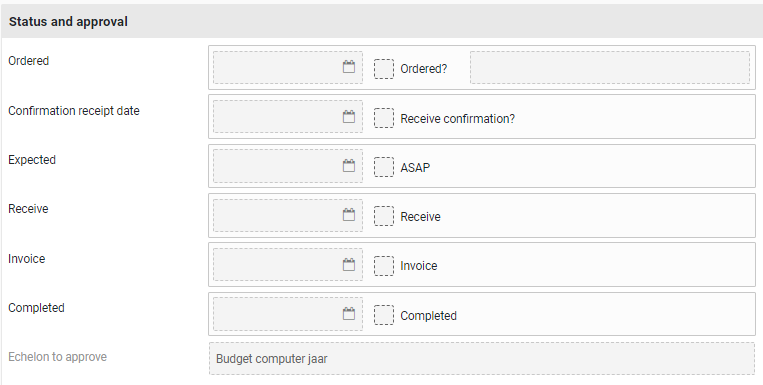 Status and approval
Ordered Ordered?
Confirmation receipt date Receive confirmation?
Expected ASAP
Receive Receive
Invoice Invoice
Completed Completed
Echelon to approve Budget computer jaar